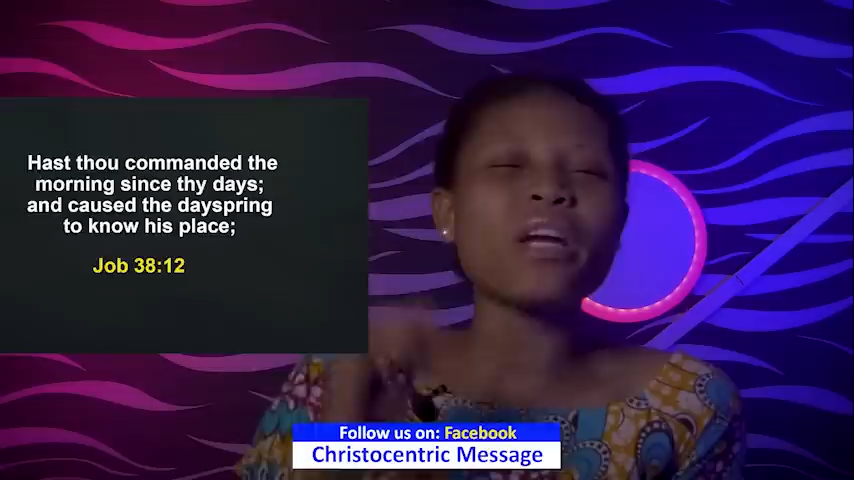 Hast thou commanded the
morning since thy days;
and caused the dayspring
to know his place;
Job 38:12
Follow us on: Facebook
Christocentric Message